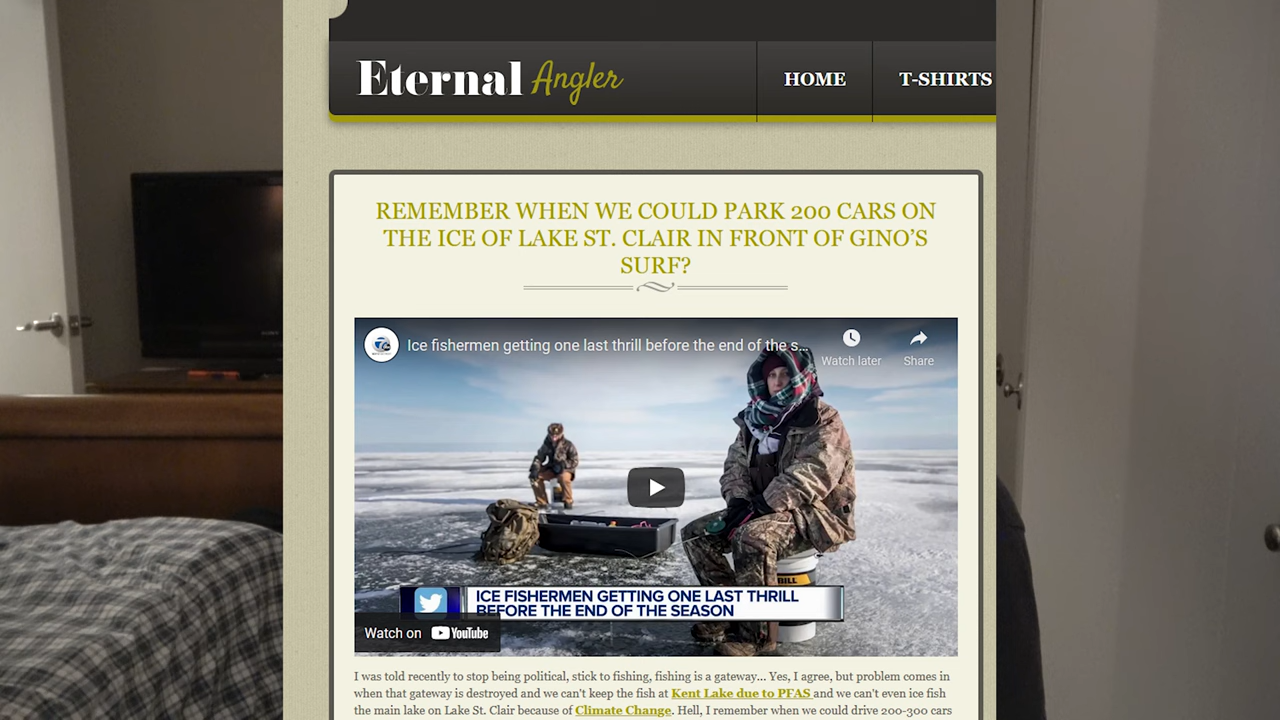 Eternal Angler HOME T-SHIRTS
REMEMBER WHEN WE COULD PARK 200 CARS ON
THE ICE OF LAKE ST. CLAIR IN FRONT OF GINO’S
SURF?
Ice fishermen getting one last thrill before the end of the s...
Watch later Share
BILL
ICE FISHERMEN GETTING ONE LAST THRILL
BEFORE THE END OF THE SEASON
Watch on YouTube
I was told recently to stop being political, stick to fishing, fishing is a gateway... Yes, I agree, but problem comes in
when that gateway is destroyed and we can't keep the fish at Kent Lake due to PFAS and we can't even ice fish
the main lake on Lake St. Clair because of Climate Change. Hell, I remember when we could drive 200-300 cars